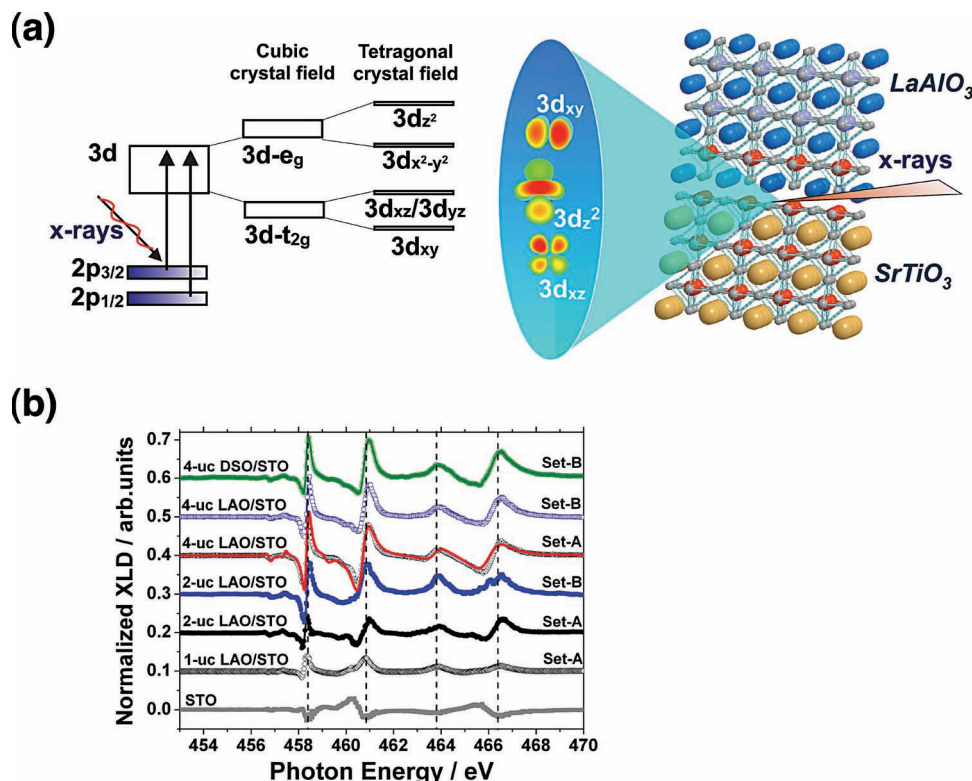 (a)
Cubic
crystal field
Tetragonal
crystal field
3d
3d-eg
3d-t2g
3dz²
3dx²-y²
3dxz/3dyz
3dxy
x-rays
2p3/2
2p1/2
3dxy
3dz²
3dxz
LaAlO3
x-rays
SrTiO3
(b)
Normalized XLD / arb.units
0.7
0.6
0.5
0.4
0.3
0.2
0.1
0.0
4-uc DSO/STO Set-B
4-uc LAO/STO Set-B
4-uc LAO/STO Set-A
2-uc LAO/STO Set-B
2-uc LAO/STO Set-A
1-uc LAO/STO Set-A
STO
454 456 458 460 462 464 466 468 470
Photon Energy / eV